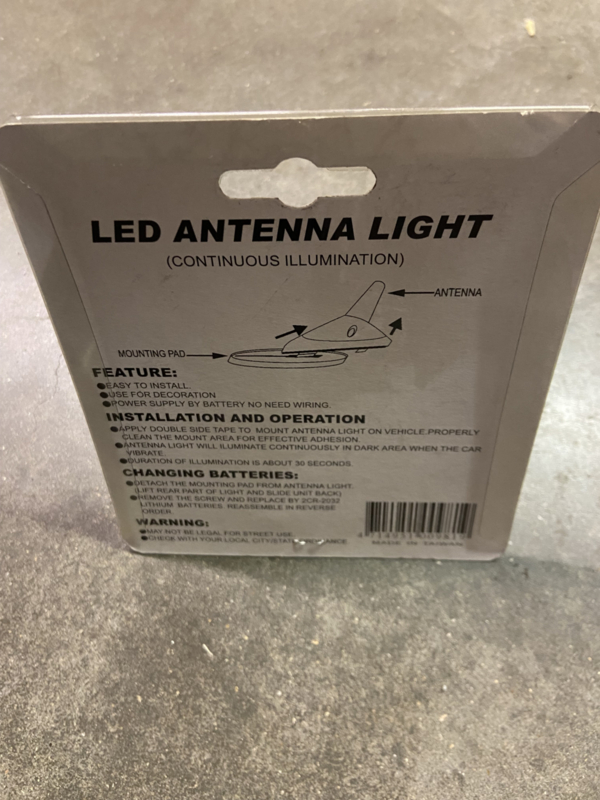 LED ANTENNA LIGHT
(CONTINUOUS ILLUMINATION)
ANTENNA
MOUNTING PAD
FEATURE:
●EASY TO INSTALL.
●USE FOR DECORATION
●POWER SUPPLY BY BATTERY NO NEED WIRING.
INSTALLATION AND OPERATION
●APPLY DOUBLE SIDE TAPE TO MOUNT ANTENNA LIGHT ON VEHICLE.PROPERLY
CLEAN THE MOUNT AREA FOR EFFECTIVE ADHESION.
●ANTENNA LIGHT WILL ILUMINATE CONTINUOUSLY IN DARK AREA WHEN THE CAR
VIBRATE.
●DURATION OF ILLUMINATION IS ABOUT 30 SECONDS.
CHANGING BATTERIES:
●DETACH THE MOUNTING PAD FROM ANTENNA LIGHT.
(LIFT REAR PART OF LIGHT AND SLIDE UNIT BACK)
●REMOVE THE SCREW AND REPLACE BY 2CR-2032
LITHIUM BATTERIES REASSEMBLE IN REVERSE
ORDER.
WARNING:
●MAY NOT BE LEGAL FOR STREET USE
●CHECK WITH YOUR LOCAL CITY/STATE
MADE IN TAIWAN